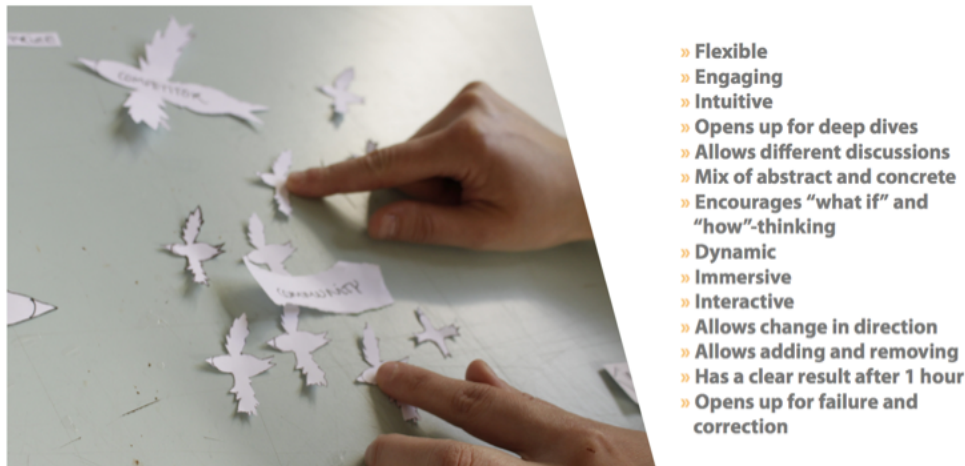 COMPETITOR
COMMUNITY
» Flexible
» Engaging
» Intuitive
» Opens up for deep dives
» Allows different discussions
» Mix of abstract and concrete
» Encourages “what if” and
“how”-thinking
» Dynamic
» Immersive
» Interactive
» Allows change in direction
» Allows adding and removing
» Has a clear result after 1 hour
» Opens up for failure and
correction